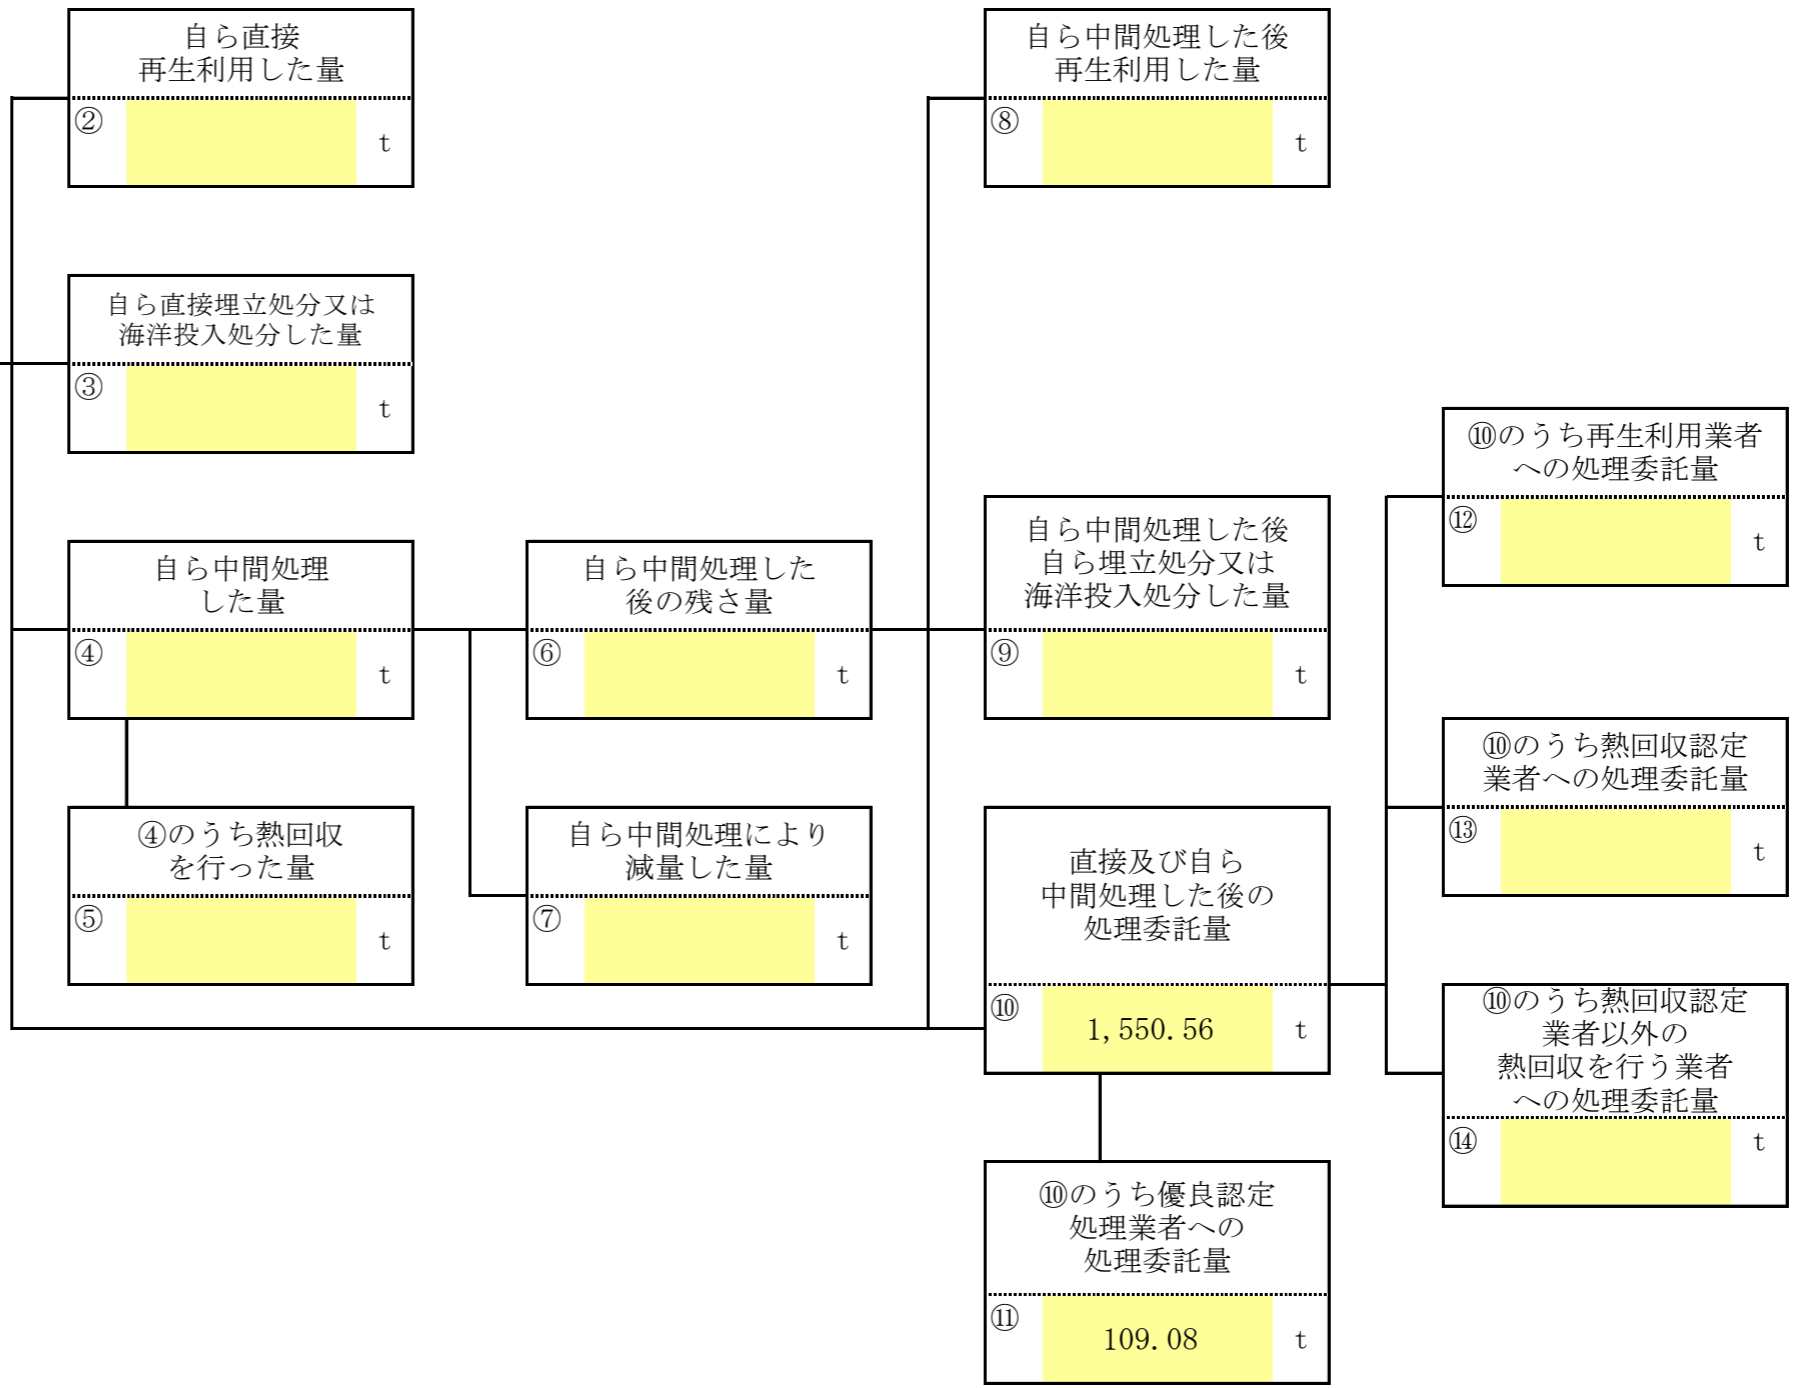 自ら直接
再生利用した量
②
t
自ら直接埋立処分又は
海洋投入処分した量
③
t
自ら中間処理
した量
④
t
④のうち熱回収
を行った量
⑤
t
自ら中間処理した
後の残さ量
⑥
t
自ら中間処理により
減量した量
⑦
t
自ら中間処理した後
再生利用した量
⑧
t
自ら中間処理した後
自ら埋立処分又は
海洋投入処分した量
⑨
t
直接及び自ら
中間処理した後の
処理委託量
⑩ 1,550.56 t
⑩のうち優良認定
処理業者への
処理委託量
⑪ 109.08 t
⑩のうち再生利用業者
への処理委託量
⑫
t
⑩のうち熱回収認定
業者への処理委託量
⑬
t
⑩のうち熱回収認定
業者以外の
熱回収を行う業者
への処理委託量
⑭
t